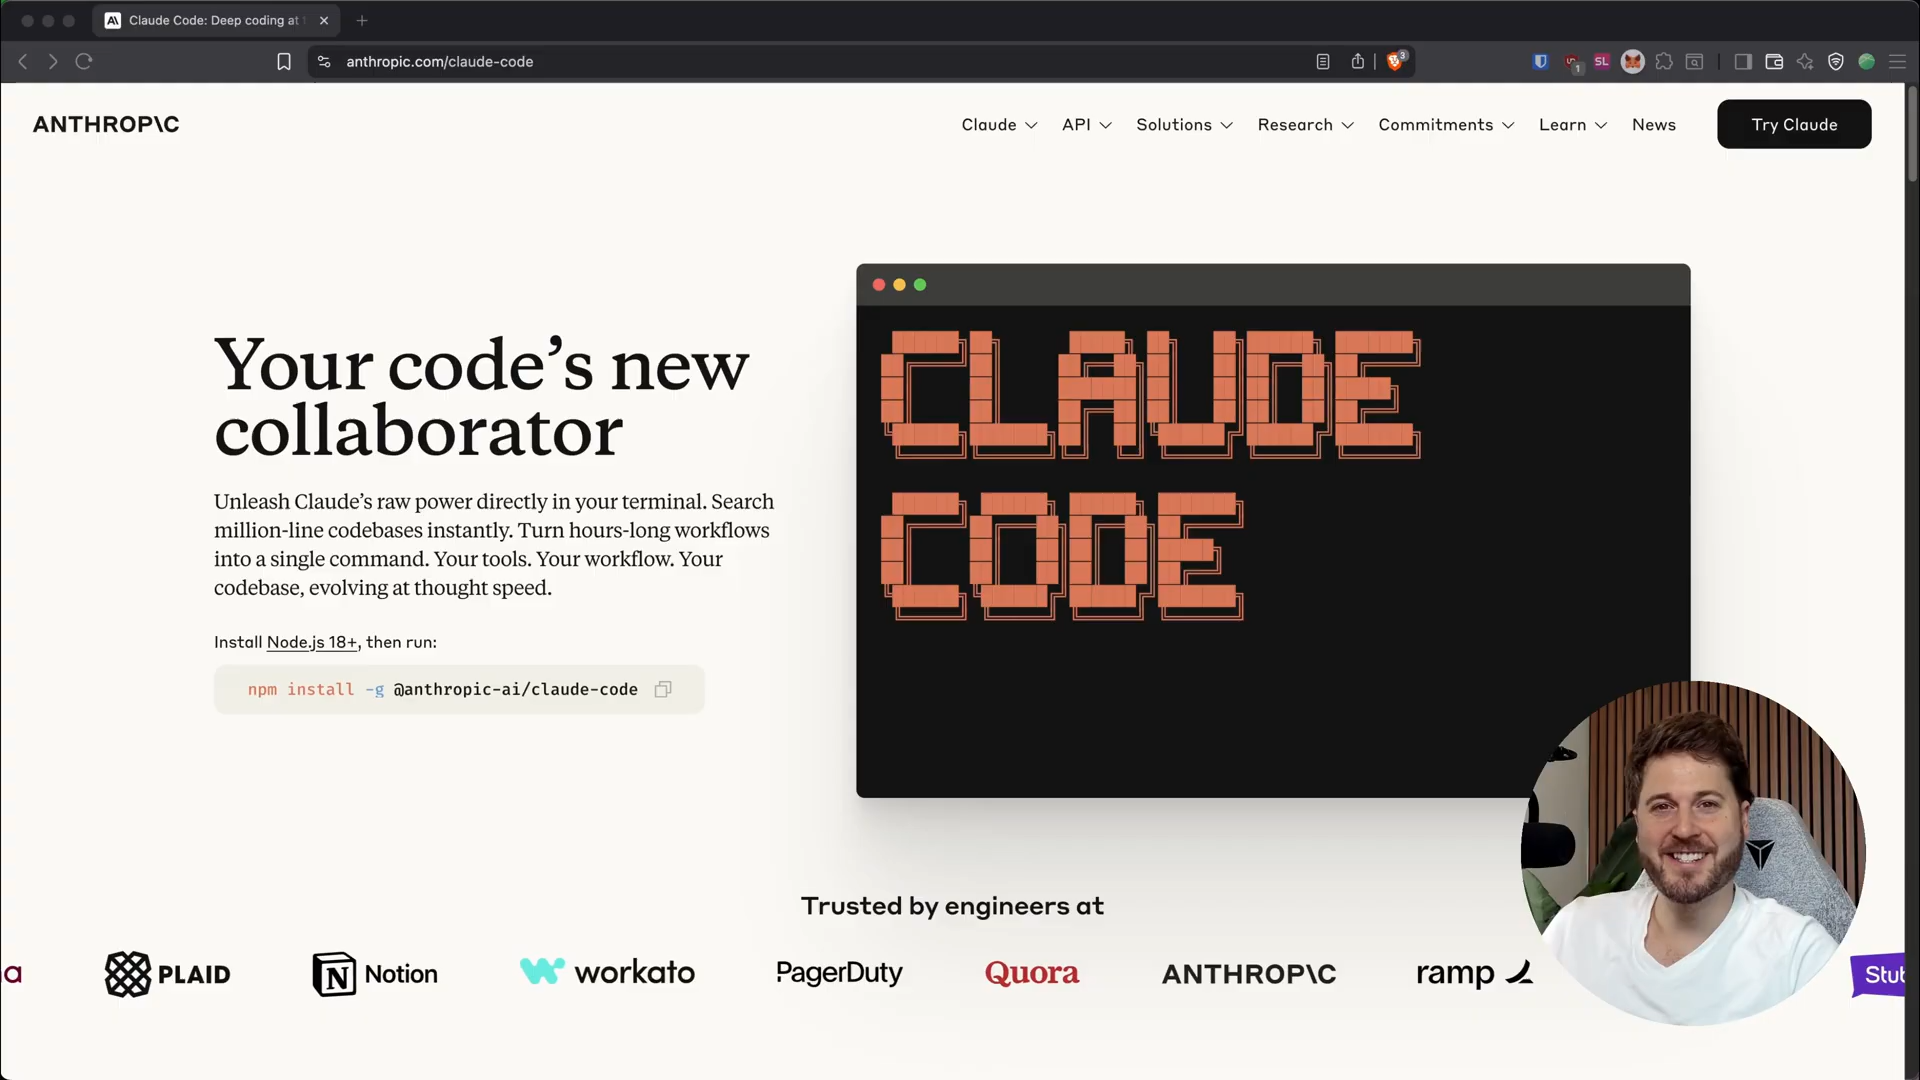 Claude Code: Deep coding at
anthropic.com/claude-code
3
1
SL
ANTHROP\C
Claude
API
Solutions
Research
Commitments
Learn
News
Try Claude
Your code’s new
collaborator
Unleash Claude’s raw power directly in your terminal. Search
million-line codebases instantly. Turn hours-long workflows
into a single command. Your tools. Your workflow. Your
codebase, evolving at thought speed.
Install Node.js 18+, then run:
npm install -g @anthropic-ai/claude-code
CLAUDE
CODE
Trusted by engineers at
PLAID
Notion
workato
PagerDuty
Quora
ANTHROP\C
ramp